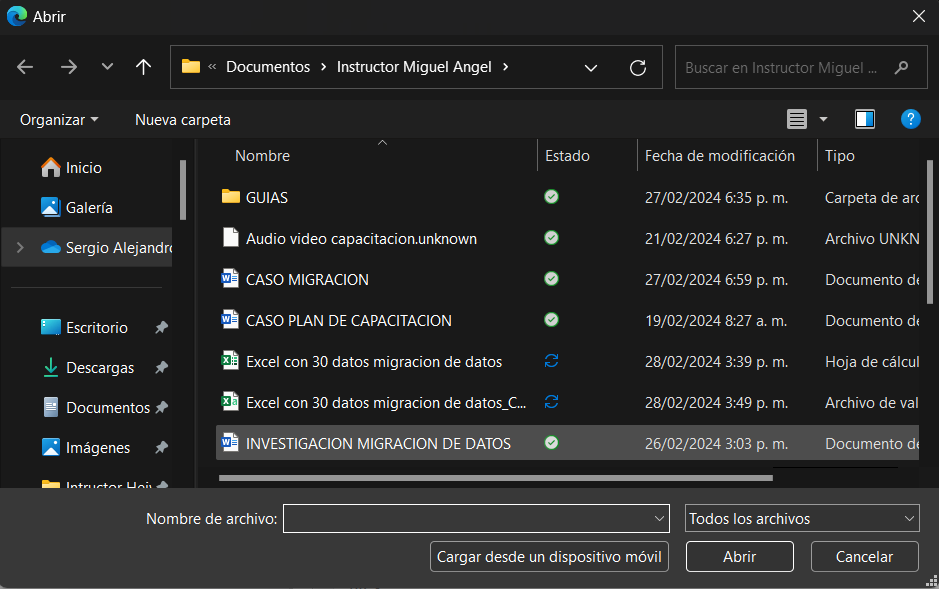 Abrir
« Documentos > Instructor Miguel Angel >
Buscar en Instructor Miguel ...
Organizar
Nueva carpeta
?
Nombre Estado Fecha de modificación Tipo
Inicio
Galería
Sergio Alejandro
Escritorio
Descargas
Documentos
Imágenes
GUIAS 27/02/2024 6:35 p. m. Carpeta de arc
Audio video capacitacion.unknown 21/02/2024 6:27 p. m. Archivo UNKN
CASO MIGRACION 27/02/2024 6:59 p. m. Documento de
CASO PLAN DE CAPACITACION 19/02/2024 8:27 a. m. Documento de
Excel con 30 datos migracion de datos 28/02/2024 3:39 p. m. Hoja de cálcul
Excel con 30 datos migracion de datos_C... 28/02/2024 3:49 p. m. Archivo de val
INVESTIGACION MIGRACION DE DATOS 26/02/2024 3:03 p. m. Documento de
Nombre de archivo:
Todos los archivos
Cargar desde un dispositivo móvil
Abrir
Cancelar